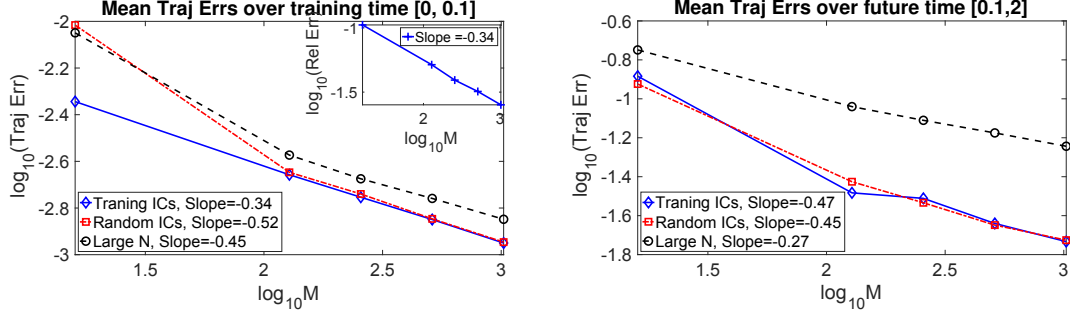 Mean Traj Errs over training time [0, 0.1]
log10(Traj Err)
-2
-2.2
-2.4
-2.6
-2.8
-3
1.5
2
2.5
3
log10M
Traning ICs, Slope=-0.34
Random ICs, Slope=-0.52
Large N, Slope=-0.45
log10(Rel Err)
-1
-1.5
2
3
log10M
Slope =-0.34
Mean Traj Errs over future time [0.1,2]
log10(Traj Err)
-0.6
-0.8
-1
-1.2
-1.4
-1.6
-1.8
1.5
2
2.5
3
log10M
Traning ICs, Slope=-0.47
Random ICs, Slope=-0.45
Large N, Slope=-0.27